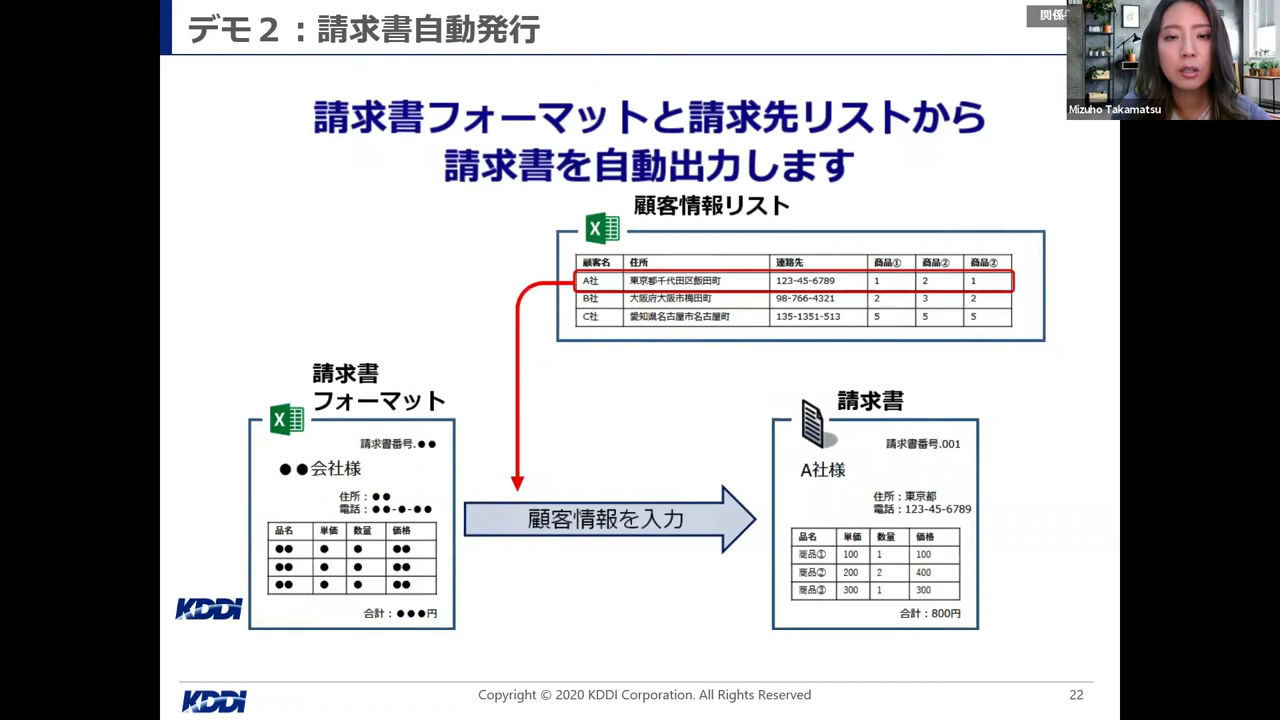 デモ２：請求書自動発行
関係
Mizuho Takamatsu
請求書フォーマットと請求先リストから
請求書を自動出力します
顧客情報リスト
顧客名 住所 連絡先 商品① 商品② 商品②
A社 東京都千代田区飯田町 123-45-6789 1 2 1
B社 大阪府大阪市梅田町 98-766-4321 2 3 2
C社 愛知県名古屋市名古屋町 135-1351-513 5 5 5
請求書
フォーマット
請求書番号.●●
●●会社様
住所：●●
電話：●●-●-●●
品名 単価 数量 価格
●● ● ● ●●
●● ● ● ●●
●● ● ● ●●
合計：●●●円
顧客情報を入力
請求書
請求書番号.001
A社様
住所：東京都
電話：123-45-6789
品名 単価 数量 価格
商品① 100 1 100
商品② 200 2 400
商品③ 300 1 300
合計：800円
KDDI
KDDI
Copyright © 2020 KDDI Corporation. All Rights Reserved
22